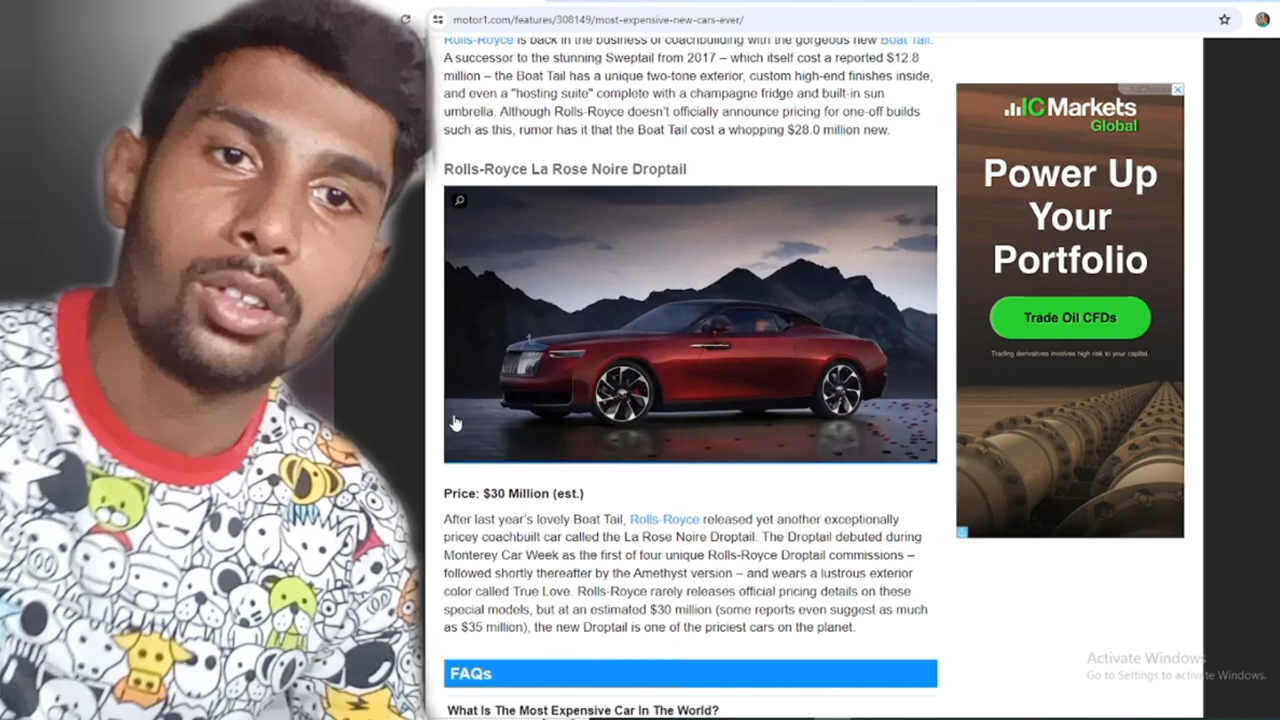 motor1.com/features/308149/most-expensive-new-cars-ever/
Rolls-Royce is back in the business of coachbuilding with the gorgeous new Boat Tail.
A successor to the stunning Sweptail from 2017 – which itself cost a reported $12.8
million – the Boat Tail has a unique two-tone exterior, custom high-end finishes inside,
and even a "hosting suite" complete with a champagne fridge and built-in sun
umbrella. Although Rolls-Royce doesn't officially announce pricing for one-off builds
such as this, rumor has it that the Boat Tail cost a whopping $28.0 million new.
Rolls-Royce La Rose Noire Droptail
Price: $30 Million (est.)
After last year's lovely Boat Tail, Rolls-Royce released yet another exceptionally
pricey coachbuilt car called the La Rose Noire Droptail. The Droptail debuted during
Monterey Car Week as the first of four unique Rolls-Royce Droptail commissions –
followed shortly thereafter by the Amethyst version – and wears a lustrous exterior
color called True Love. Rolls-Royce rarely releases official pricing details on these
special models, but at an estimated $30 million (some reports even suggest as much
as $35 million), the new Droptail is one of the priciest cars on the planet.
FAQs
What Is The Most Expensive Car In The World?
IC Markets
Global
Power Up
Your
Portfolio
Trade Oil CFDs
Trading derivatives involves high risk to your capital.
Activate Windows
Go to Settings to activate Windows.